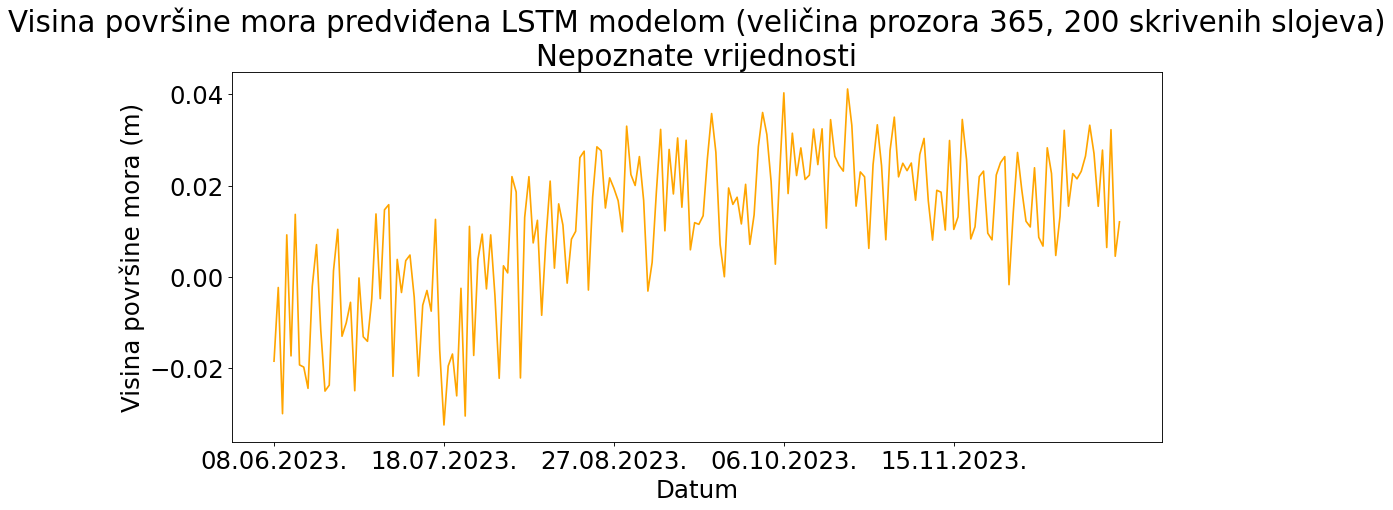 Visina površine mora predviđena LSTM modelom (veličina prozora 365, 200 skrivenih slojeva)
Nepoznate vrijednosti
Visina površine mora (m)
0.04
0.02
0.00
−0.02
08.06.2023. 18.07.2023. 27.08.2023. 06.10.2023. 15.11.2023.
Datum